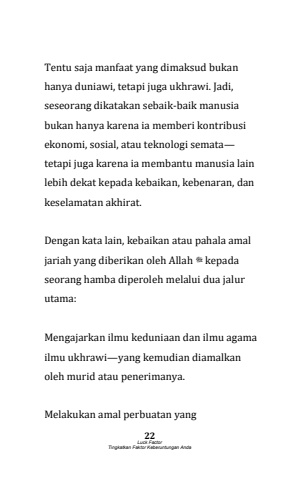 Tentu saja manfaat yang dimaksud bukan
hanya duniawi, tetapi juga ukhrawi. Jadi,
seseorang dikatakan sebaik-baik manusia
bukan hanya karena ia memberi kontribusi
ekonomi, sosial, atau teknologi semata—
tetapi juga karena ia membantu manusia lain
lebih dekat kepada kebaikan, kebenaran, dan
keselamatan akhirat.
Dengan kata lain, kebaikan atau pahala amal
jariah yang diberikan oleh Allah ﷻ kepada
seorang hamba diperoleh melalui dua jalur
utama:
Mengajarkan ilmu keduniaan dan ilmu agama
ilmu ukhrawi—yang kemudian diamalkan
oleh murid atau penerimanya.
Melakukan amal perbuatan yang
22
Luck Factor
Tingkatkan Faktor Keberuntungan Anda